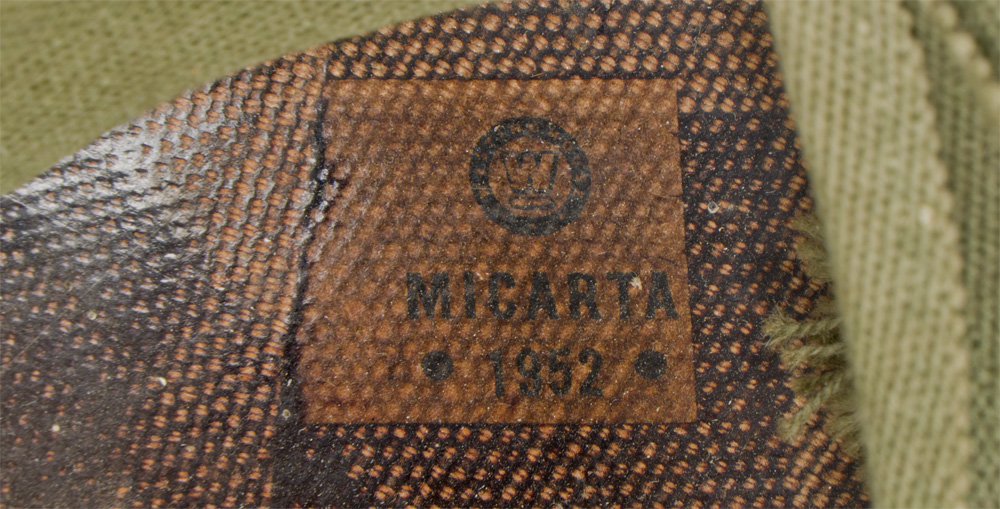 W
MICARTA
• 1952 •